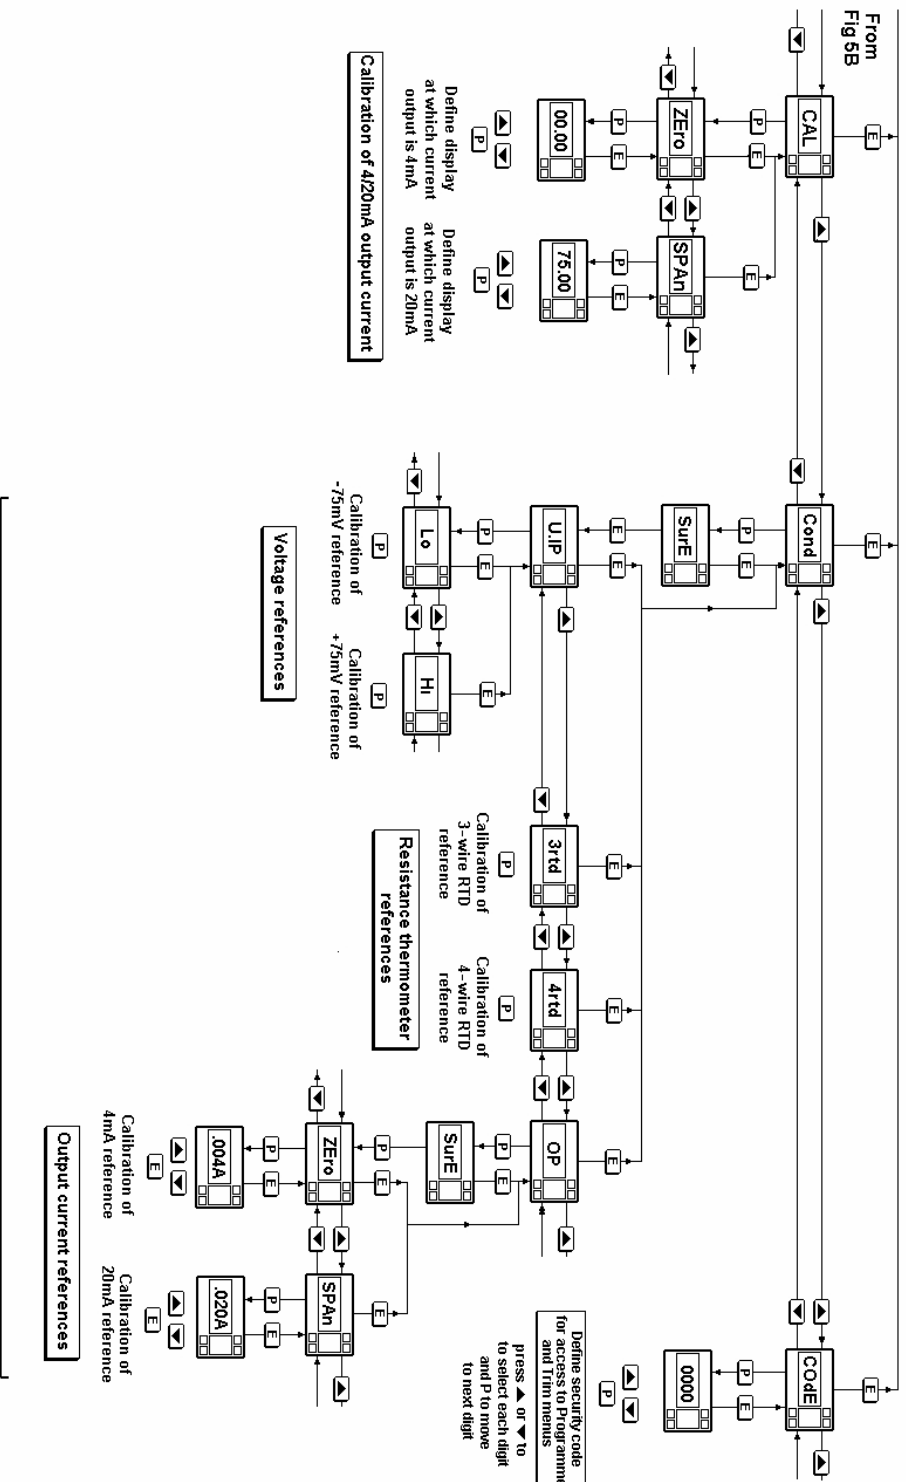 From
Fig 5B
E
CAL
P
E
ZEro
P
E
00.00
P
Define display
at which current
output is 4mA
E
SPAn
P
E
75.00
P
Define display
at which current
output is 20mA
Calibration of 4/20mA output current
E
Cond
P
E
SurE
E
E
U.IP
P
E
Lo
P
Calibration of
-75mV reference
E
Hı
P
Calibration of
+75mV reference
Voltage references
E
3rtd
P
Calibration of
3-wire RTD
reference
E
4rtd
P
Calibration of
4-wire RTD
reference
Resistance thermometer
references
E
OP
P
E
SurE
P
E
ZEro
P
E
.004A
E
Calibration of
4mA reference
E
SPAn
P
E
.020A
E
Calibration of
20mA reference
Output current references
E
COdE
P
E
0000
P
Define security code
for access to Programme
and Trim menus
press ▲ or ▼ to
to select each digit
and P to move
to next digit